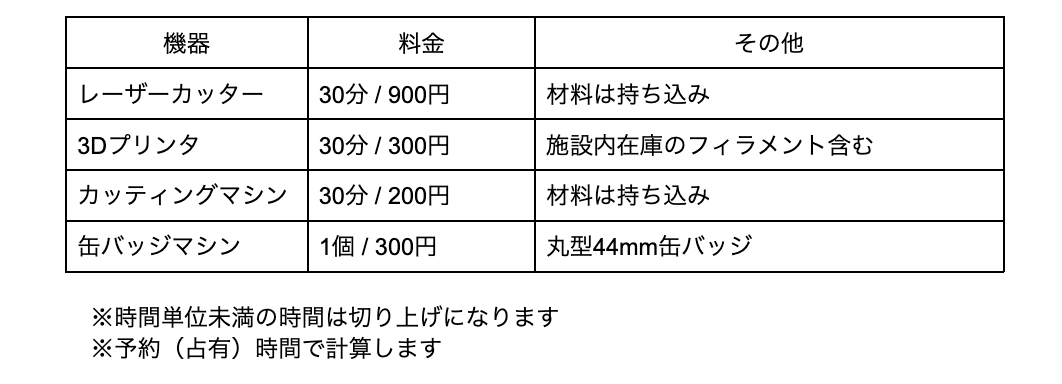 機器 料金 その他
レーザーカッター 30分 / 900円 材料は持ち込み
3Dプリンタ 30分 / 300円 施設内在庫のフィラメント含む
カッティングマシン 30分 / 200円 材料は持ち込み
缶バッジマシン 1個 / 300円 丸型44mm缶バッジ
※時間単位未満の時間は切り上げになります
※予約（占有）時間で計算します